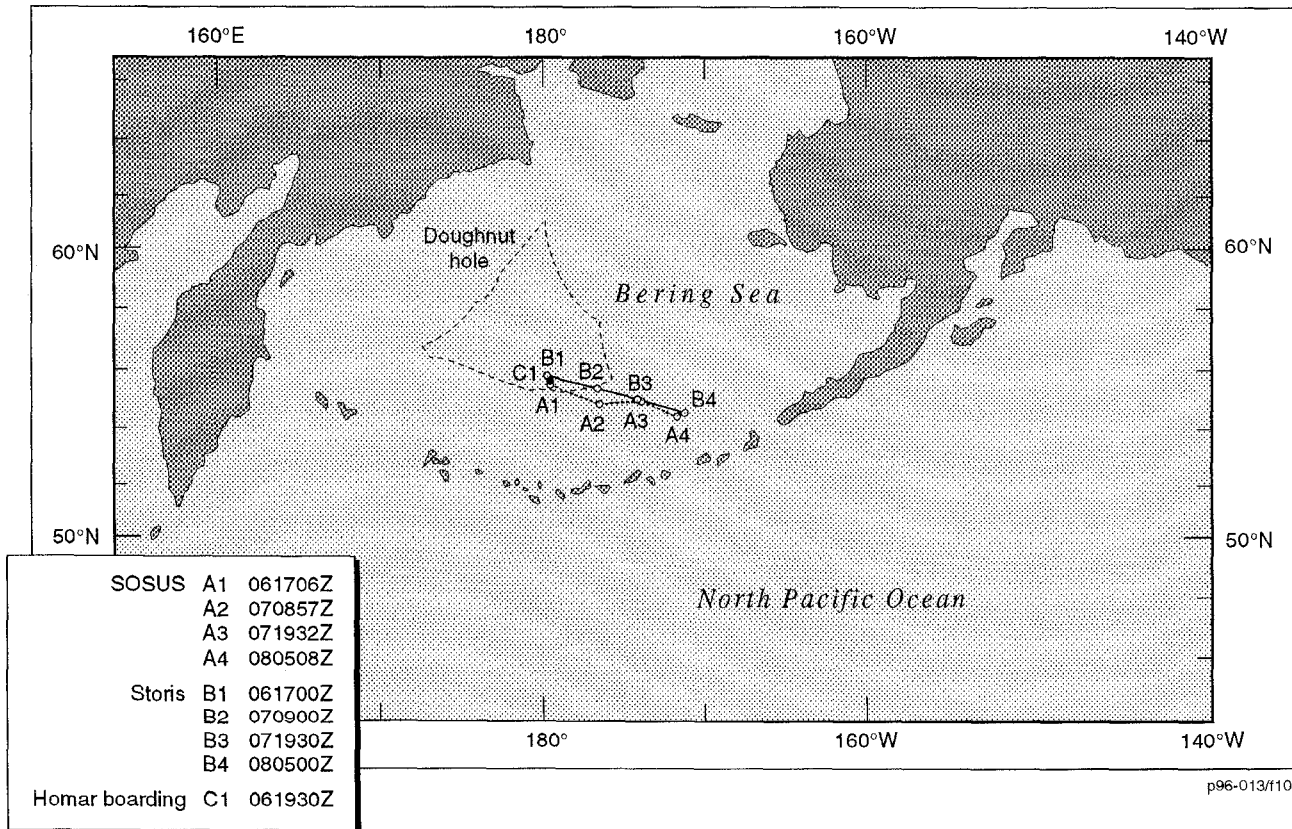 160°E 180° 160°W 140°W
Doughnut
hole
60°N 60°N
Bering Sea
B1
C1 B2
B3
A1 B4
A2 A3 A4
50°N 50°N
North Pacific Ocean
180° 160°W 140°W
SOSUS A1 061706Z
A2 070857Z
A3 071932Z
A4 080508Z
Storis B1 061700Z
B2 070900Z
B3 071930Z
B4 080500Z
Homar boarding C1 061930Z
p96-013/f10